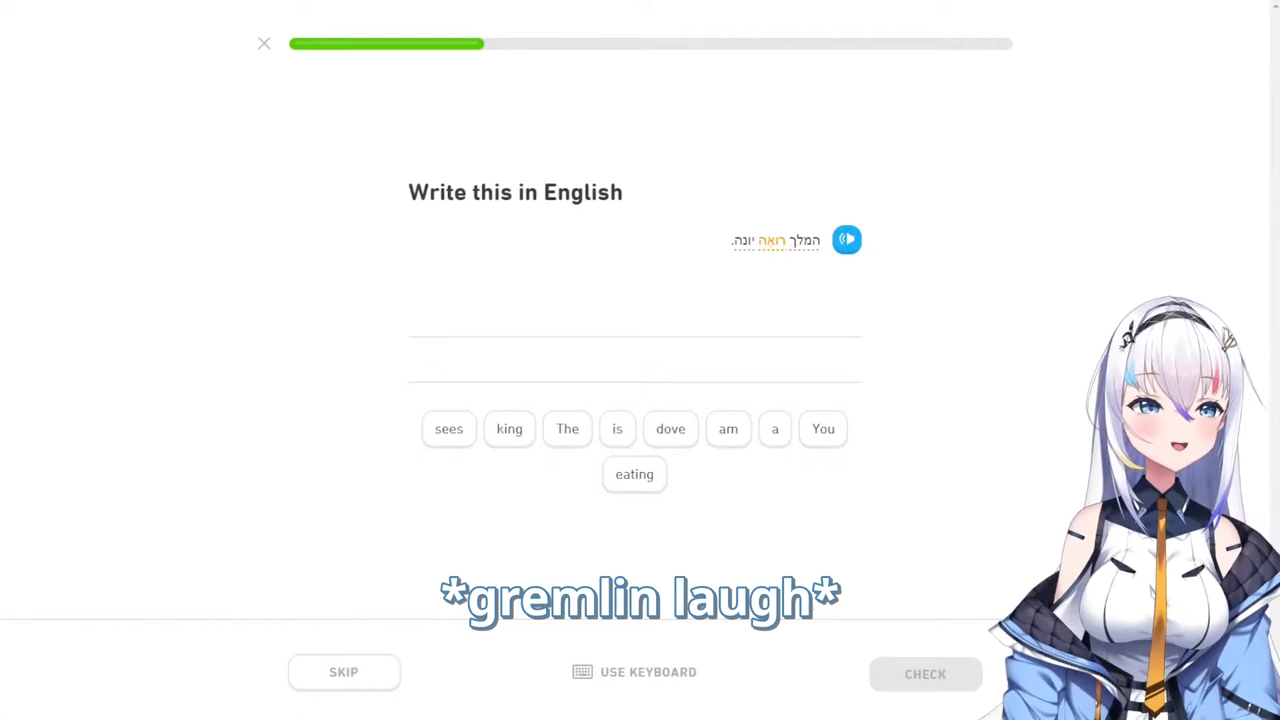 Write this in English
המלך רואה יונה.
sees king The is dove am a You
eating
*gremlin laugh*
SKIP USE KEYBOARD CHECK